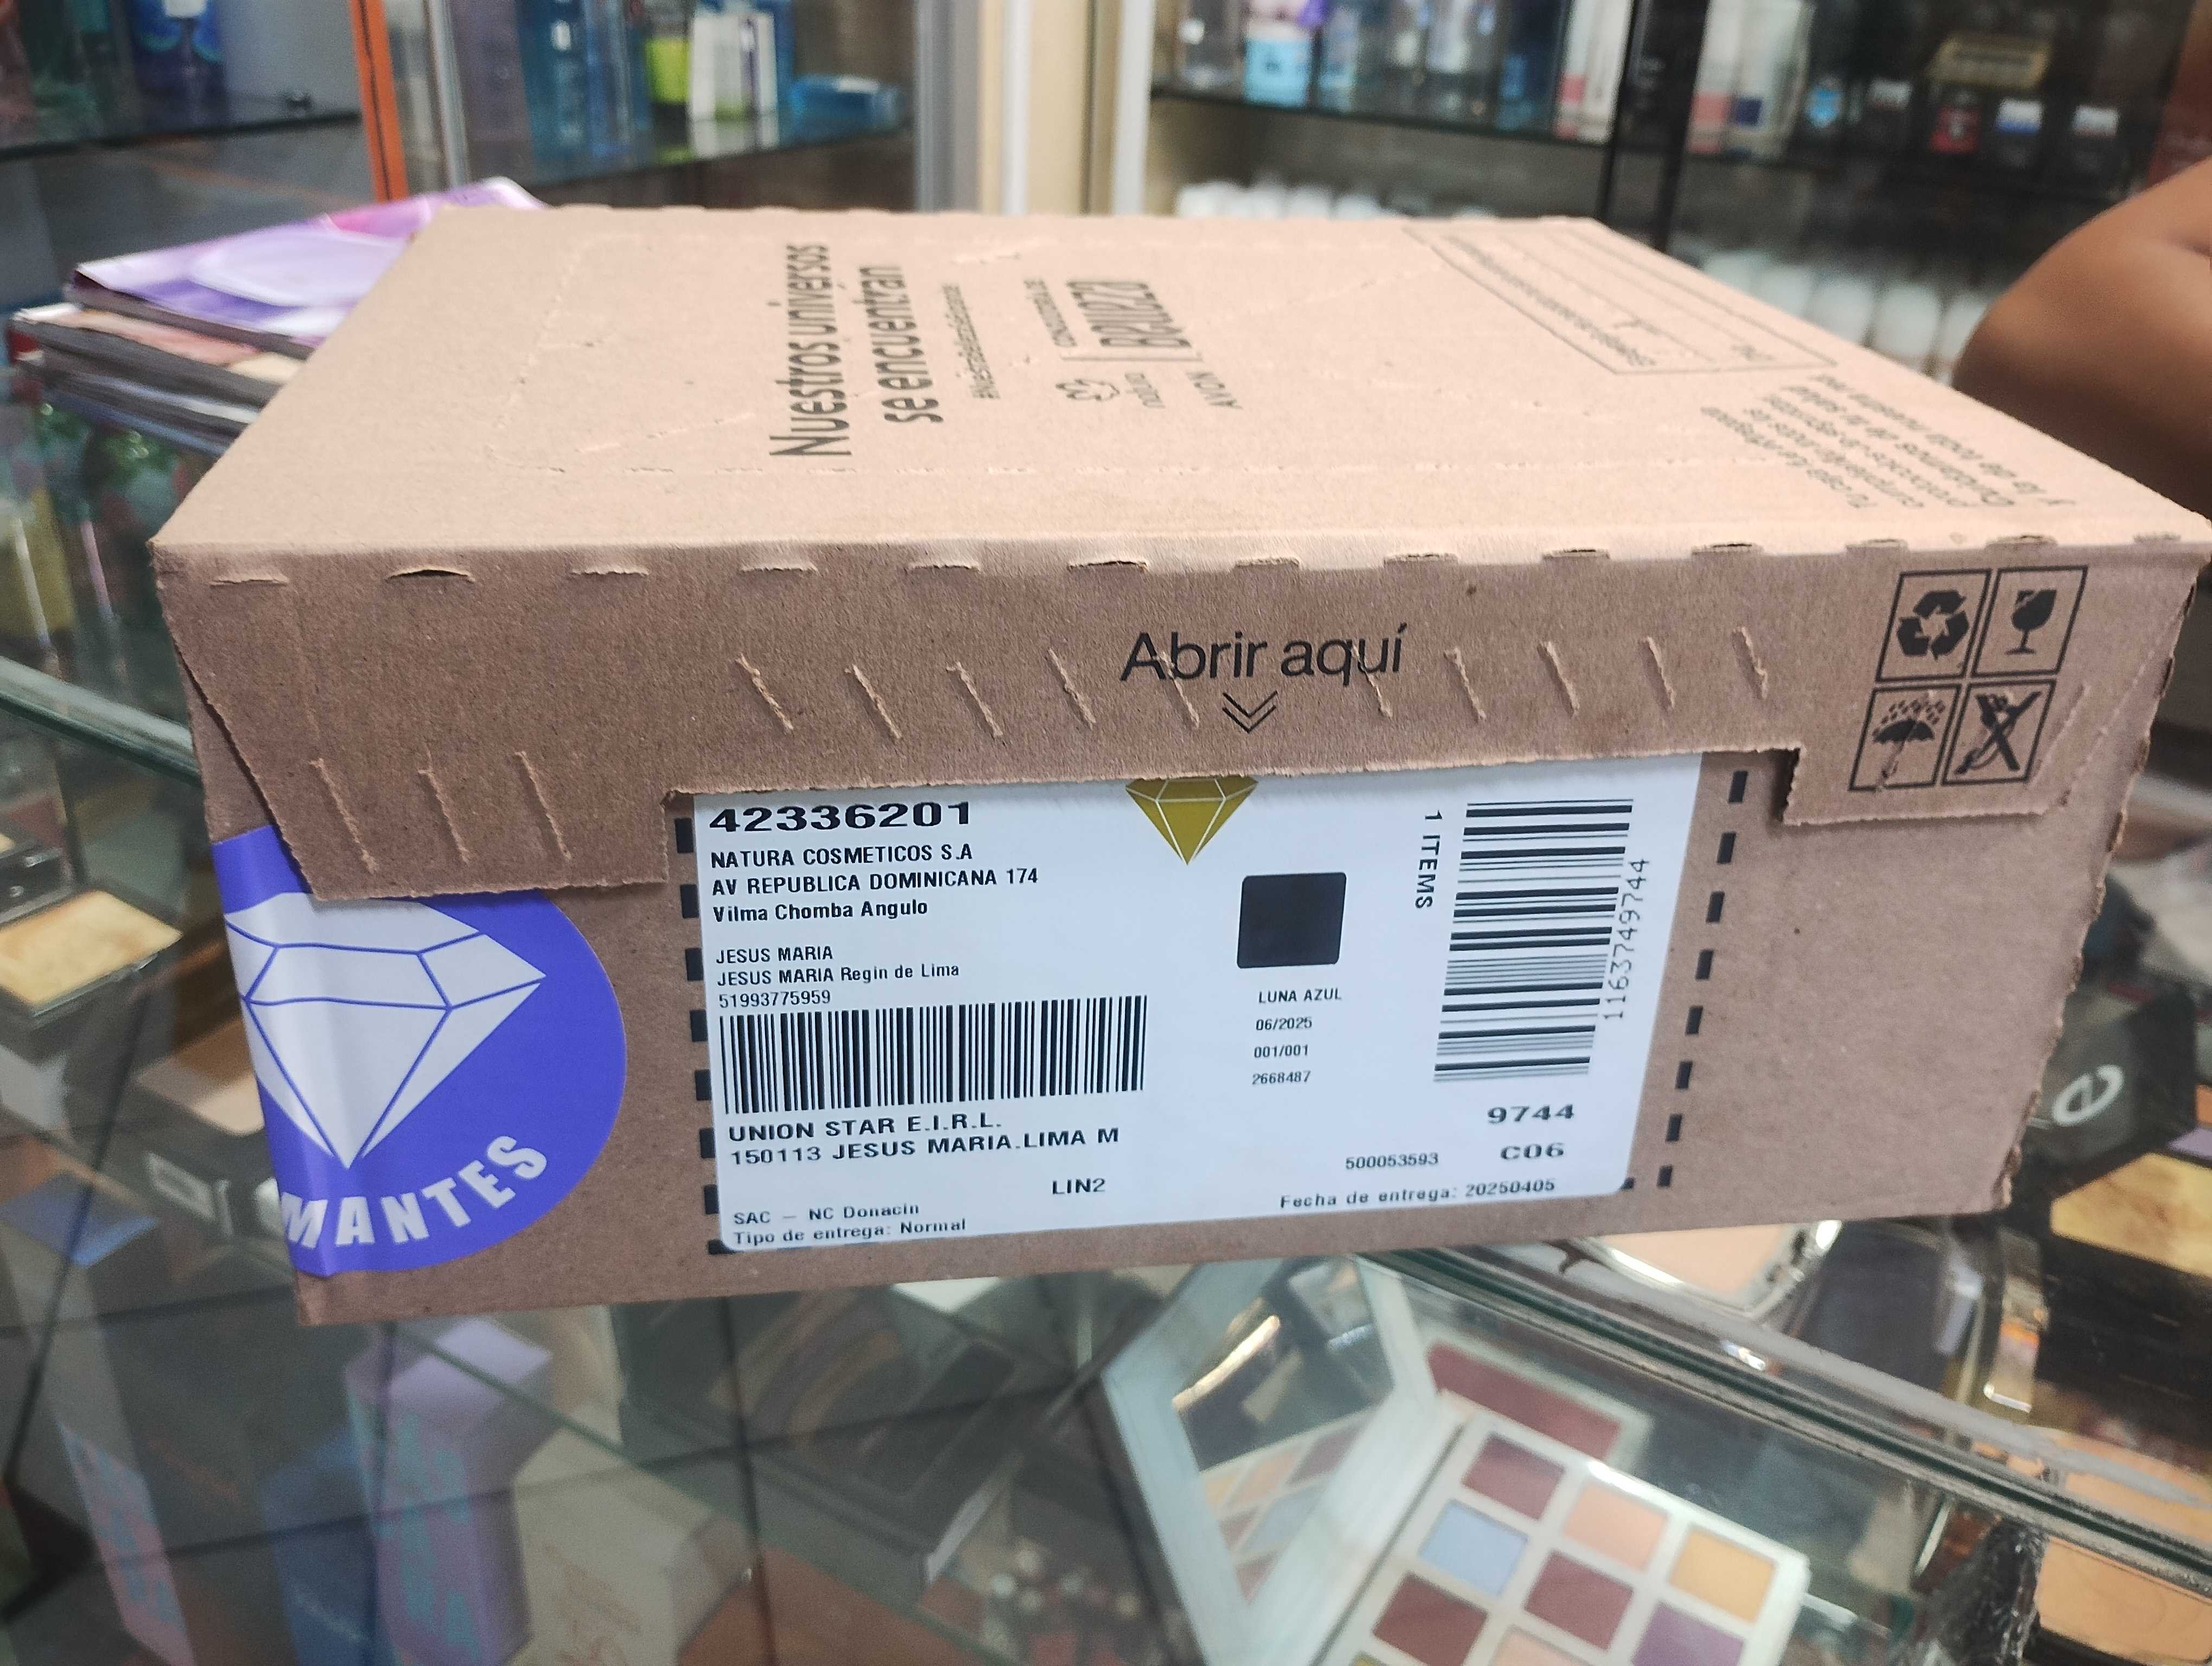 Nuestros universos
se encuentran
natura
AVON
Abrir aquí
42336201
NATURA COSMETICOS S.A
AV REPUBLICA DOMINICANA 174
Vilma Chomba Angulo
JESUS MARIA
JESUS MARIA Regin de Lima
51993775959
UNION STAR E.I.R.L.
150113 JESUS MARIA.LIMA M
LIN2
SAC - NC Donacin
Tipo de entrega: Normal
1 ITEMS
1163749744
LUNA AZUL
06/2025
001/001
2668487
9744
500053593 C06
Fecha de entrega: 20250405
MANTES
e